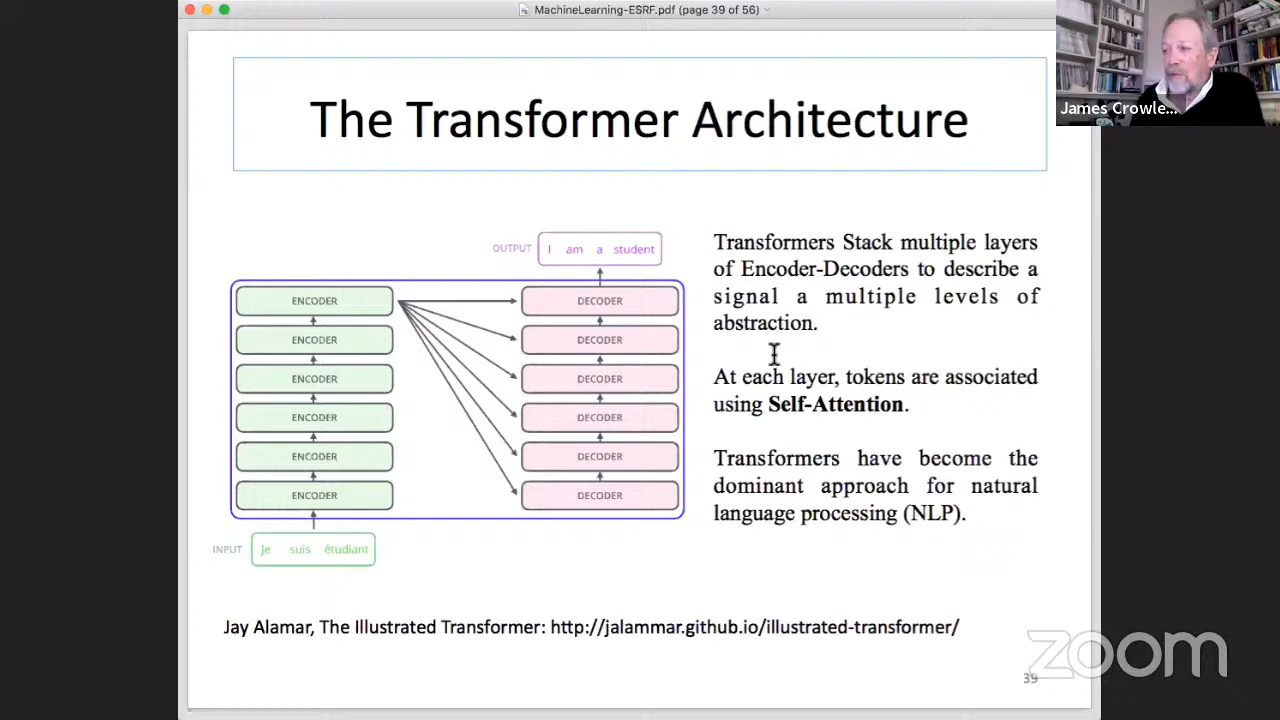 MachineLearning-ESRF.pdf (page 39 of 56)
James Crowle...
The Transformer Architecture
OUTPUT I am a student
ENCODER DECODER
ENCODER DECODER
ENCODER DECODER
ENCODER DECODER
ENCODER DECODER
ENCODER DECODER
INPUT Je suis étudiant
Transformers Stack multiple layers
of Encoder-Decoders to describe a
signal a multiple levels of
abstraction.
At each layer, tokens are associated
using Self-Attention.
Transformers have become the
dominant approach for natural
language processing (NLP).
Jay Alamar, The Illustrated Transformer: http://jalammar.github.io/illustrated-transformer/
zoom
39